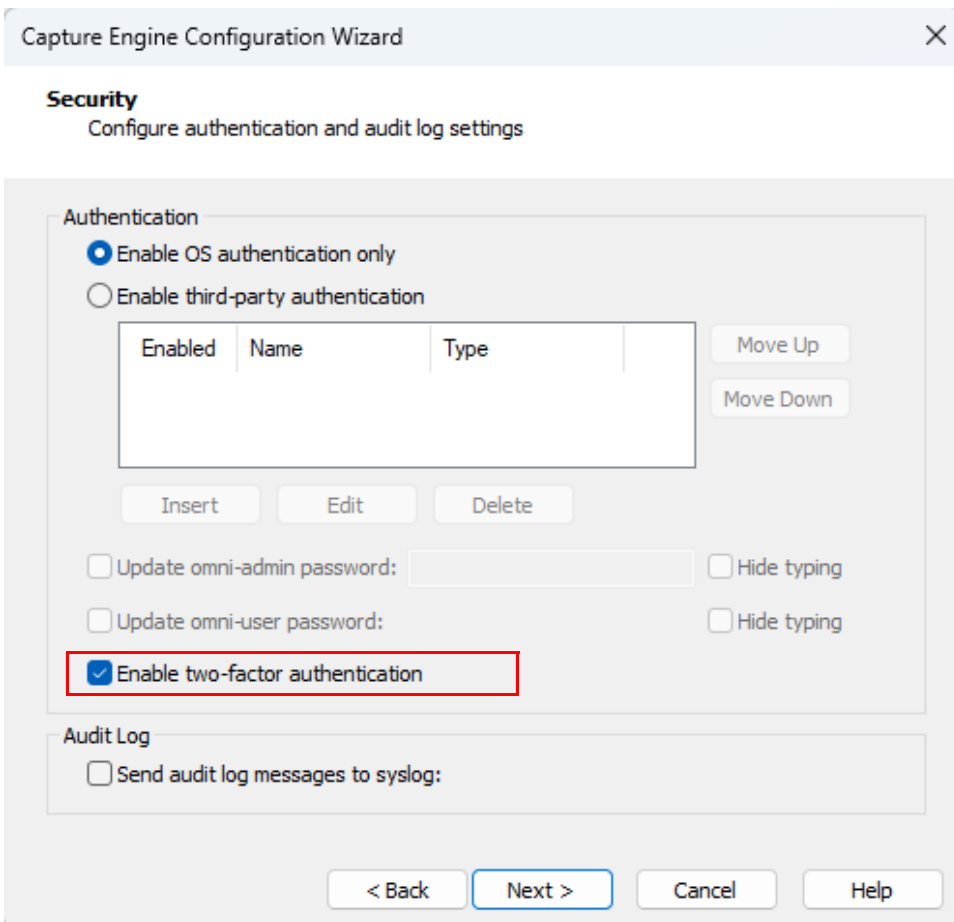 Capture Engine Configuration Wizard
Security
Configure authentication and audit log settings
Authentication
Enable OS authentication only
Enable third-party authentication
Enabled Name Type
Move Up
Move Down
Insert Edit Delete
Update omni-admin password: Hide typing
Update omni-user password: Hide typing
Enable two-factor authentication
Audit Log
Send audit log messages to syslog:
< Back Next > Cancel Help